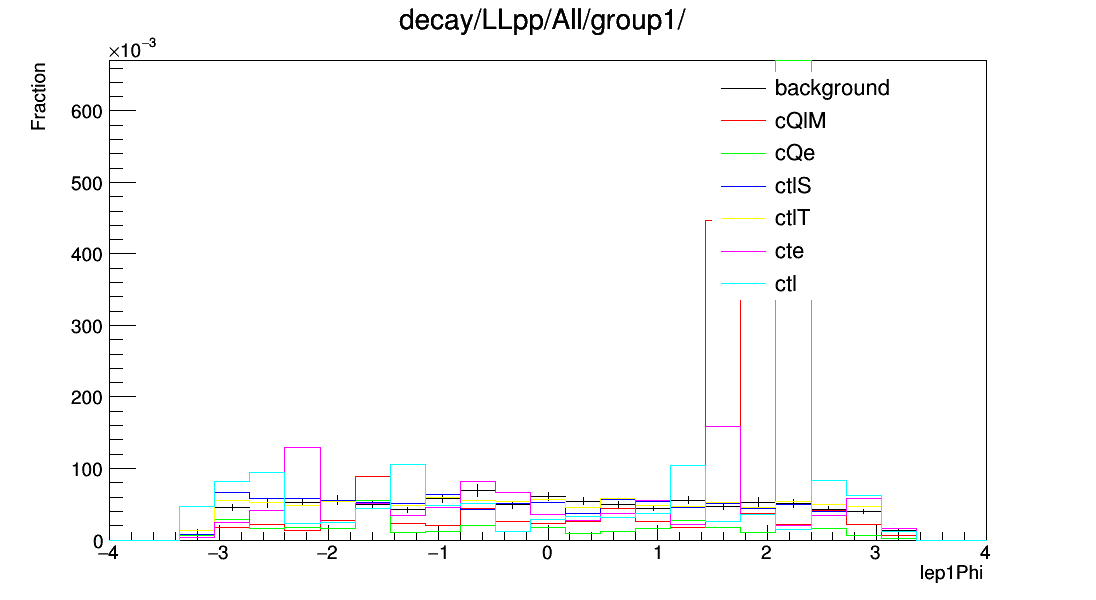 decay/LLpp/All/group1/
×10⁻³
Fraction
600
500
400
300
200
100
0
background
cQlM
cQe
ctlS
ctlT
cte
ctl
−4 −3 −2 −1 0 1 2 3 4
lep1Phi